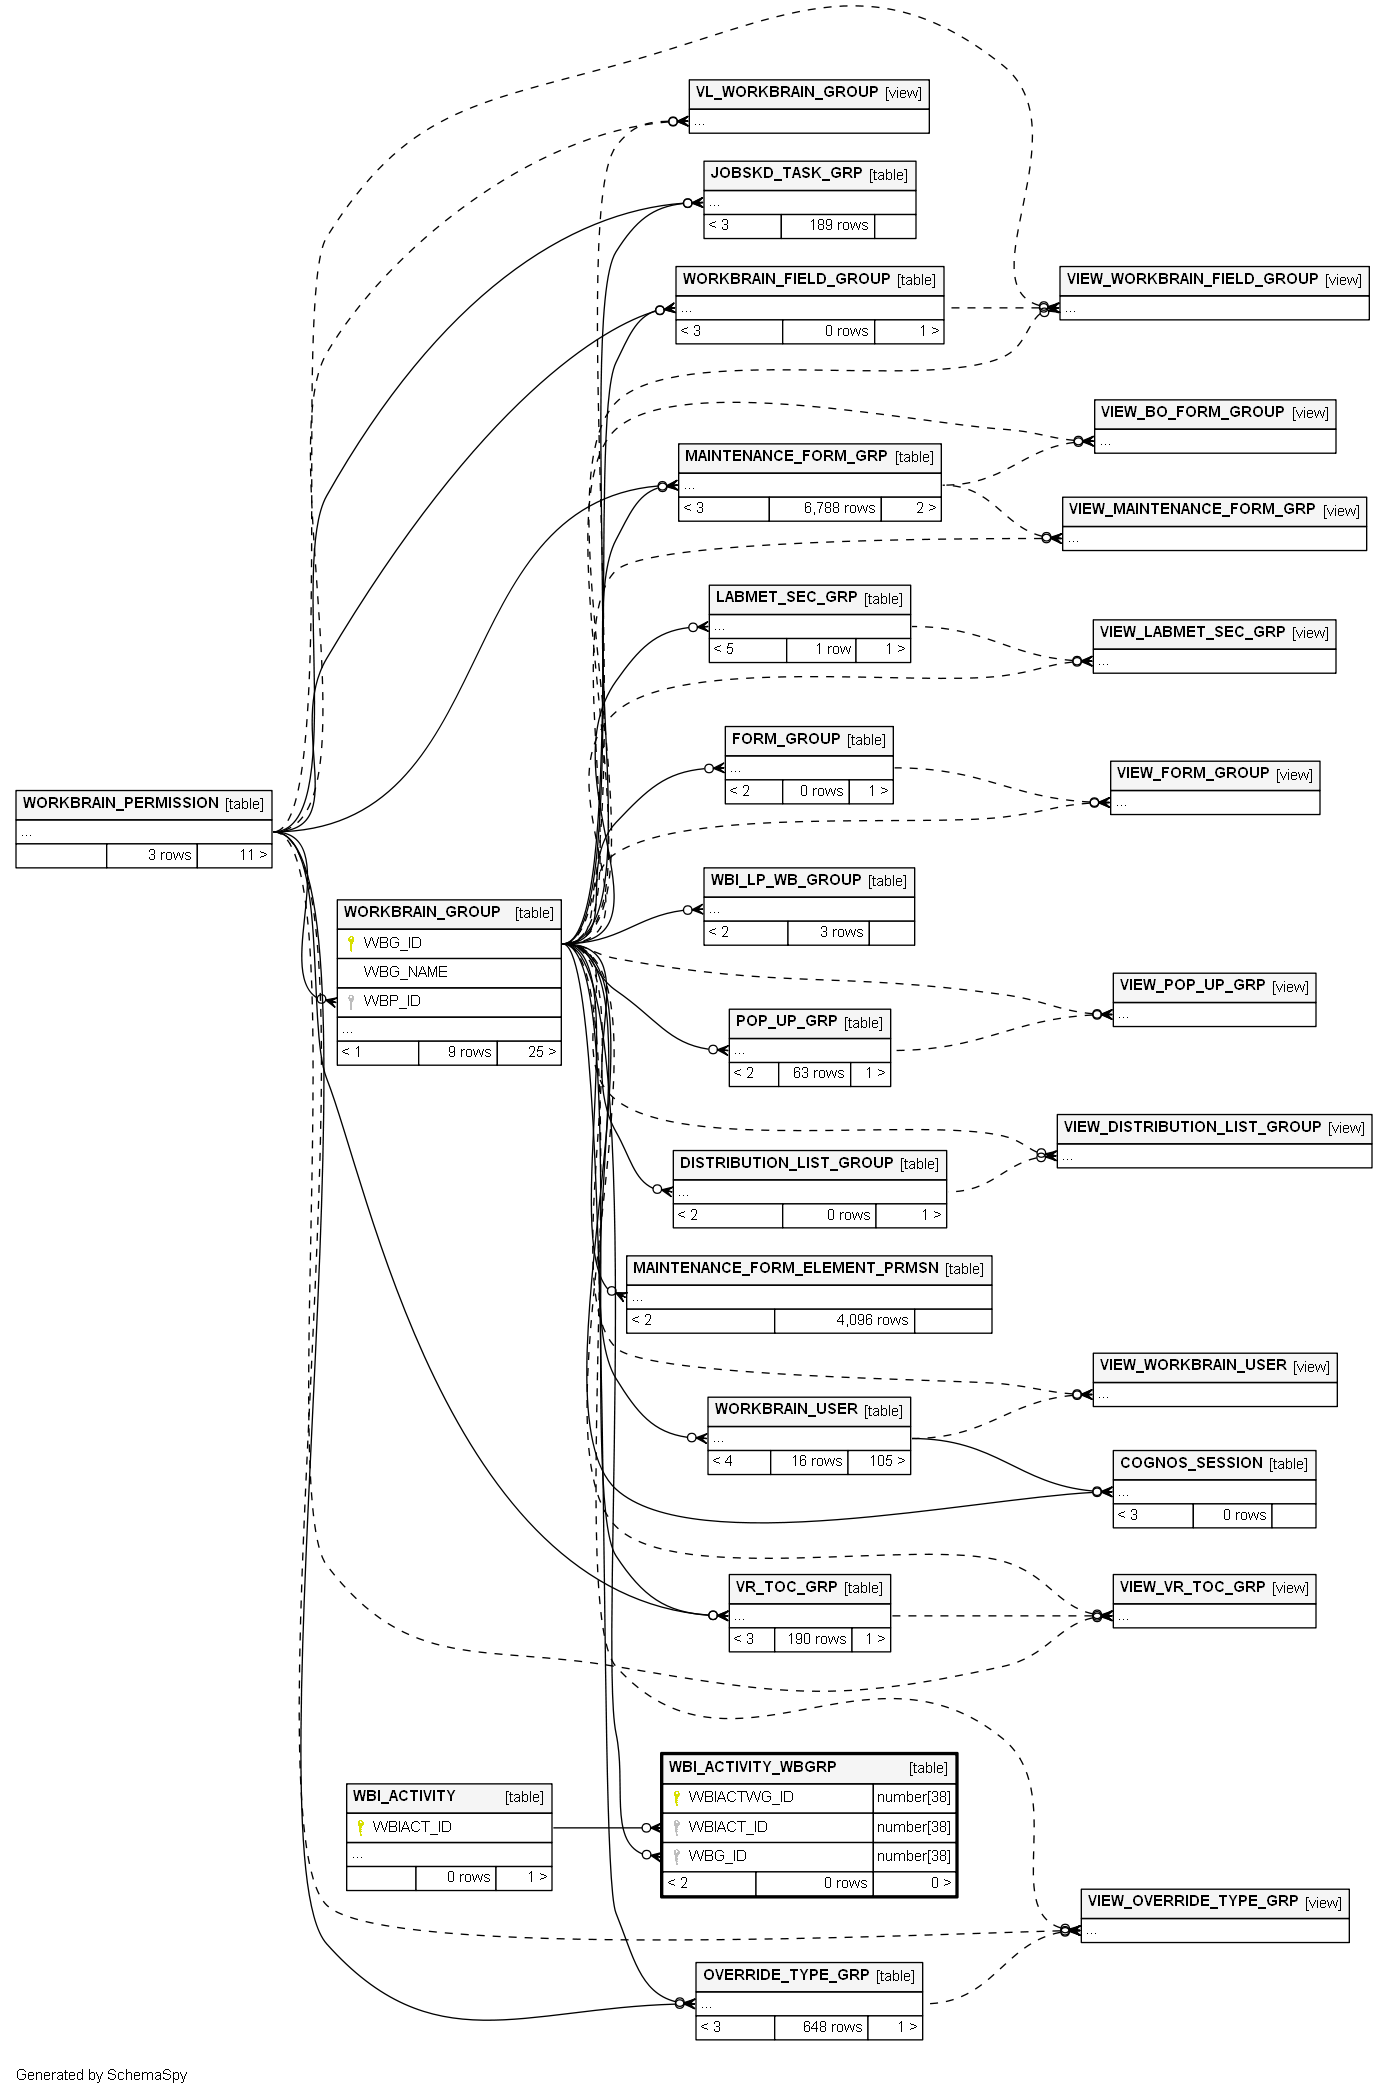 VL_WORKBRAIN_GROUP [view]
...
JOBSKD_TASK_GRP [table]
...
< 3 189 rows
WORKBRAIN_FIELD_GROUP [table]
...
< 3 0 rows 1 >
VIEW_WORKBRAIN_FIELD_GROUP [view]
...
VIEW_BO_FORM_GROUP [view]
...
MAINTENANCE_FORM_GRP [table]
...
< 3 6,788 rows 2 >
VIEW_MAINTENANCE_FORM_GRP [view]
...
LABMET_SEC_GRP [table]
...
< 5 1 row 1 >
VIEW_LABMET_SEC_GRP [view]
...
FORM_GROUP [table]
...
< 2 0 rows 1 >
VIEW_FORM_GROUP [view]
...
WORKBRAIN_PERMISSION [table]
...
3 rows 11 >
WORKBRAIN_GROUP [table]
WBG_ID
WBG_NAME
WBP_ID
...
< 1 9 rows 25 >
WBI_LP_WB_GROUP [table]
...
< 2 3 rows
VIEW_POP_UP_GRP [view]
...
POP_UP_GRP [table]
...
< 2 63 rows 1 >
VIEW_DISTRIBUTION_LIST_GROUP [view]
...
DISTRIBUTION_LIST_GROUP [table]
...
< 2 0 rows 1 >
MAINTENANCE_FORM_ELEMENT_PRMSN [table]
...
< 2 4,096 rows
VIEW_WORKBRAIN_USER [view]
...
WORKBRAIN_USER [table]
...
< 4 16 rows 105 >
COGNOS_SESSION [table]
...
< 3 0 rows
VR_TOC_GRP [table]
...
< 3 190 rows 1 >
VIEW_VR_TOC_GRP [view]
...
WBI_ACTIVITY [table]
WBIACT_ID
...
0 rows 1 >
WBI_ACTIVITY_WBGRP [table]
WBIACTWG_ID number[38]
WBIACT_ID number[38]
WBG_ID number[38]
< 2 0 rows 0 >
VIEW_OVERRIDE_TYPE_GRP [view]
...
OVERRIDE_TYPE_GRP [table]
...
< 3 648 rows 1 >
Generated by SchemaSpy